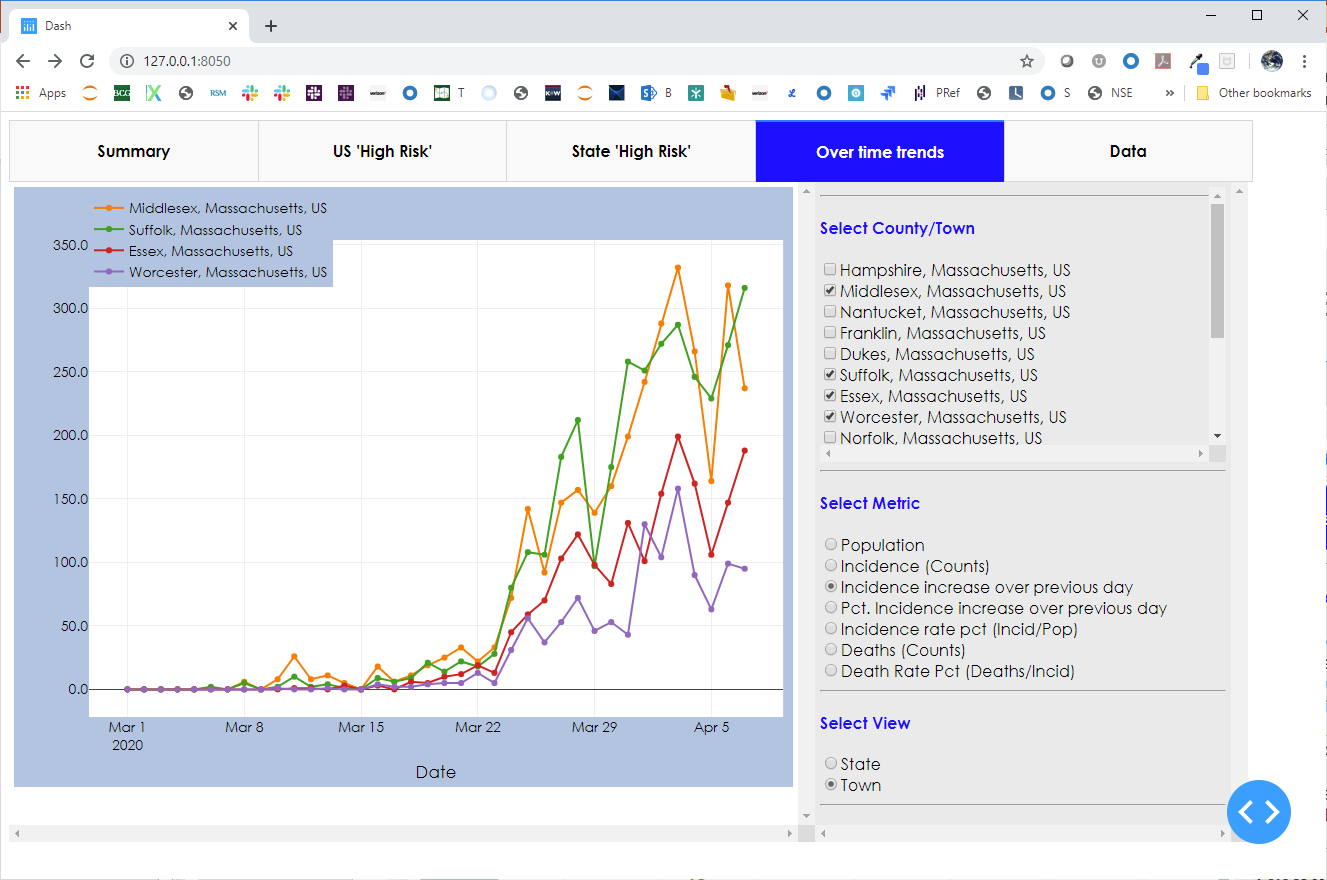 Dash
127.0.0.1:8050
Apps BCG RSM verizon T K&W B verizon PRef S NSE » Other bookmarks
Summary US 'High Risk' State 'High Risk' Over time trends Data
Middlesex, Massachusetts, US
Suffolk, Massachusetts, US
Essex, Massachusetts, US
Worcester, Massachusetts, US
350.0
300.0
250.0
200.0
150.0
100.0
50.0
0.0
Mar 1 Mar 8 Mar 15 Mar 22 Mar 29 Apr 5
2020
Date
Select County/Town
Hampshire, Massachusetts, US
Middlesex, Massachusetts, US
Nantucket, Massachusetts, US
Franklin, Massachusetts, US
Dukes, Massachusetts, US
Suffolk, Massachusetts, US
Essex, Massachusetts, US
Worcester, Massachusetts, US
Norfolk, Massachusetts, US
Select Metric
Population
Incidence (Counts)
Incidence increase over previous day
Pct. Incidence increase over previous day
Incidence rate pct (Incid/Pop)
Deaths (Counts)
Death Rate Pct (Deaths/Incid)
Select View
State
Town